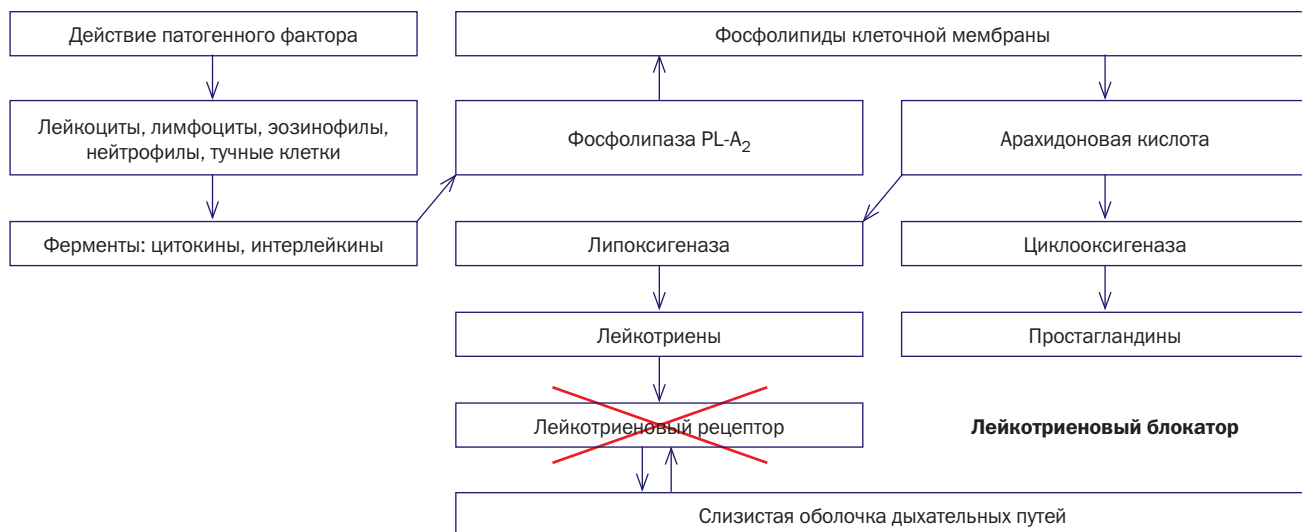 Действие патогенного фактора
Фосфолипиды клеточной мембраны
Лейкоциты, лимфоциты, эозинофилы,
нейтрофилы, тучные клетки
Фосфолипаза PL-A2
Арахидоновая кислота
Ферменты: цитокины, интерлейкины
Липоксигеназа
Циклооксигеназа
Лейкотриены
Простагландины
Лейкотриеновый рецептор
Лейкотриеновый блокатор
Слизистая оболочка дыхательных путей